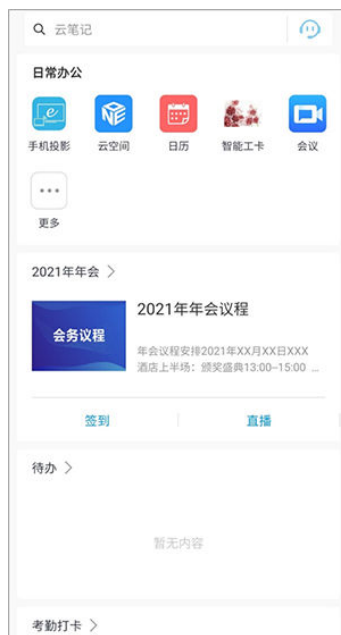 云笔记
日常办公
手机投影 云空间 日历 智能工卡 会议
更多
2021年年会
会务议程
2021年年会议程
年会议程安排2021年XX月XX日XXX
酒店上半场：颁奖盛典13:00–15:00 ...
签到 直播
待办
暂无内容
考勤打卡